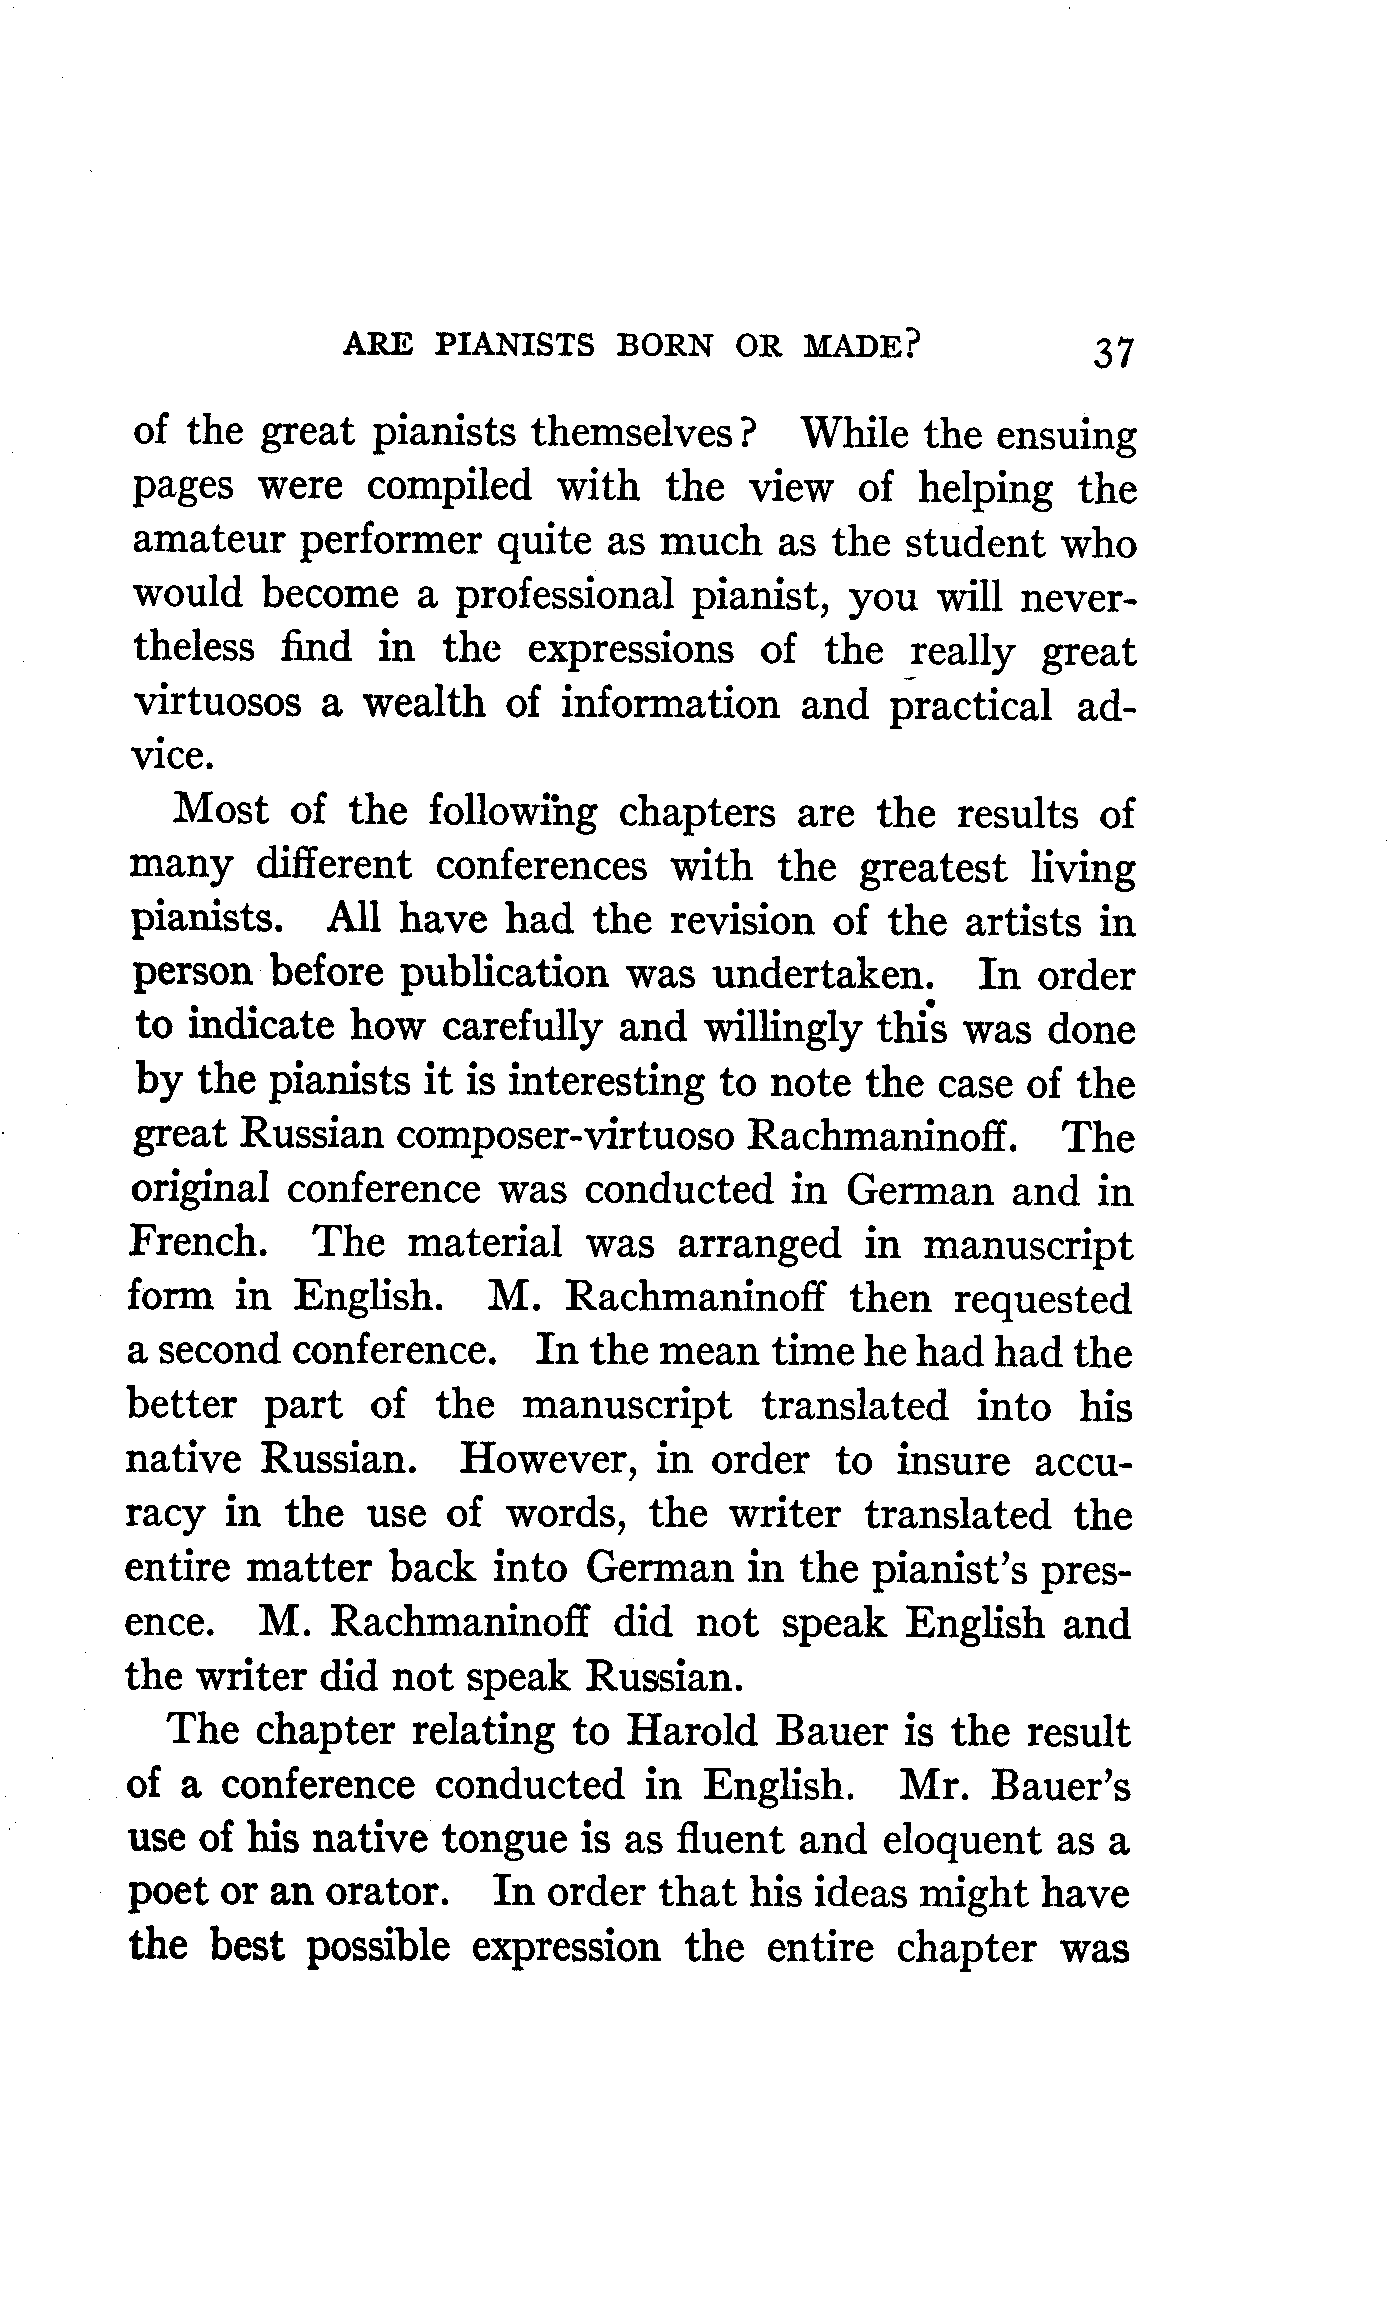 ARE PIANISTS BORN OR MADE? 37
of the great pianists themselves? While the ensuing
pages were compiled with the view of helping the
amateur performer quite as much as the student who
would become a professional pianist, you will never-
theless find in the expressions of the really great
virtuosos a wealth of information and practical ad-
vice.
Most of the following chapters are the results of
many different conferences with the greatest living
pianists. All have had the revision of the artists in
person before publication was undertaken. In order
to indicate how carefully and willingly this was done
by the pianists it is interesting to note the case of the
great Russian composer-virtuoso Rachmaninoff. The
original conference was conducted in German and in
French. The material was arranged in manuscript
form in English. M. Rachmaninoff then requested
a second conference. In the mean time he had had the
better part of the manuscript translated into his
native Russian. However, in order to insure accu-
racy in the use of words, the writer translated the
entire matter back into German in the pianist's pres-
ence. M. Rachmaninoff did not speak English and
the writer did not speak Russian.
The chapter relating to Harold Bauer is the result
of a conference conducted in English. Mr. Bauer's
use of his native tongue is as fluent and eloquent as a
poet or an orator. In order that his ideas might have
the best possible expression the entire chapter was